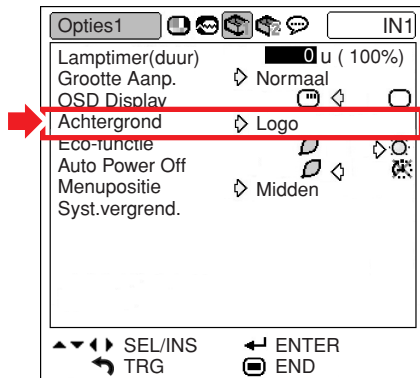 Opties1 IN1
Lamptimer(duur) 0 u ( 100%)
Grootte Aanp. Normaal
OSD Display
Achtergrond Logo
Eco-functie
Auto Power Off
Menupositie Midden
Syst.vergrend.
SEL/INS ENTER
TRG END